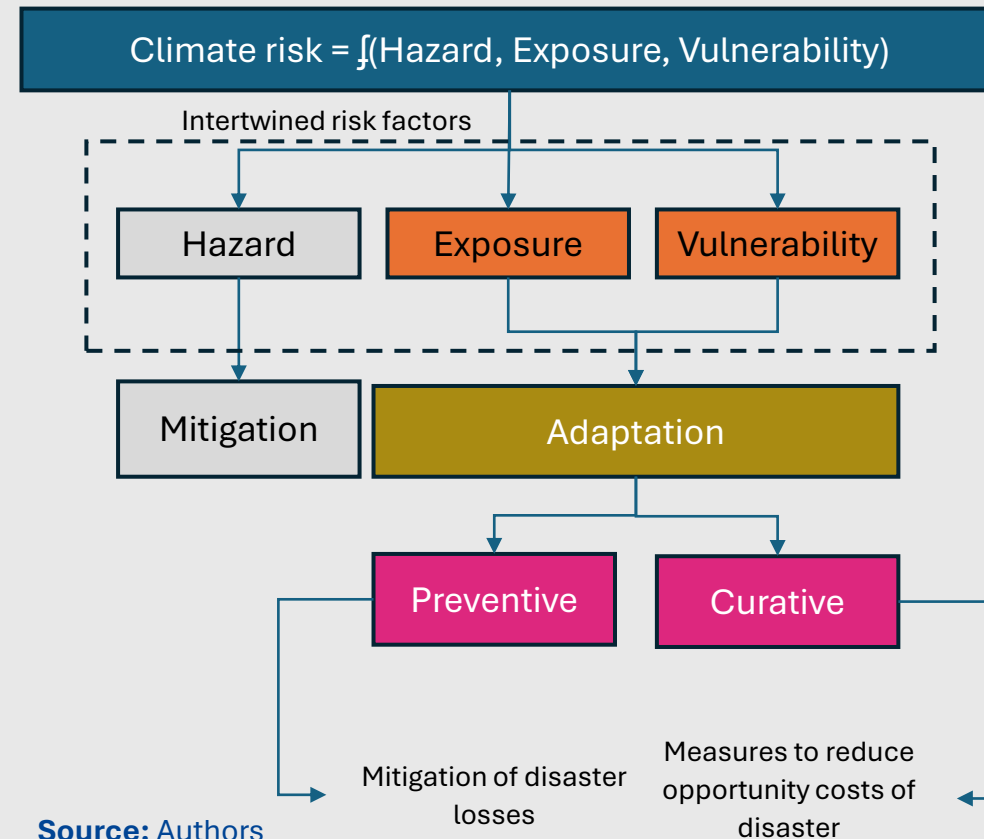 Climate risk = ⨜(Hazard, Exposure, Vulnerability)
Intertwined risk factors
Hazard
Exposure
Vulnerability
Mitigation
Adaptation
Preventive
Curative
Mitigation of disaster
losses
Measures to reduce
opportunity costs of
disaster
Source: Authors